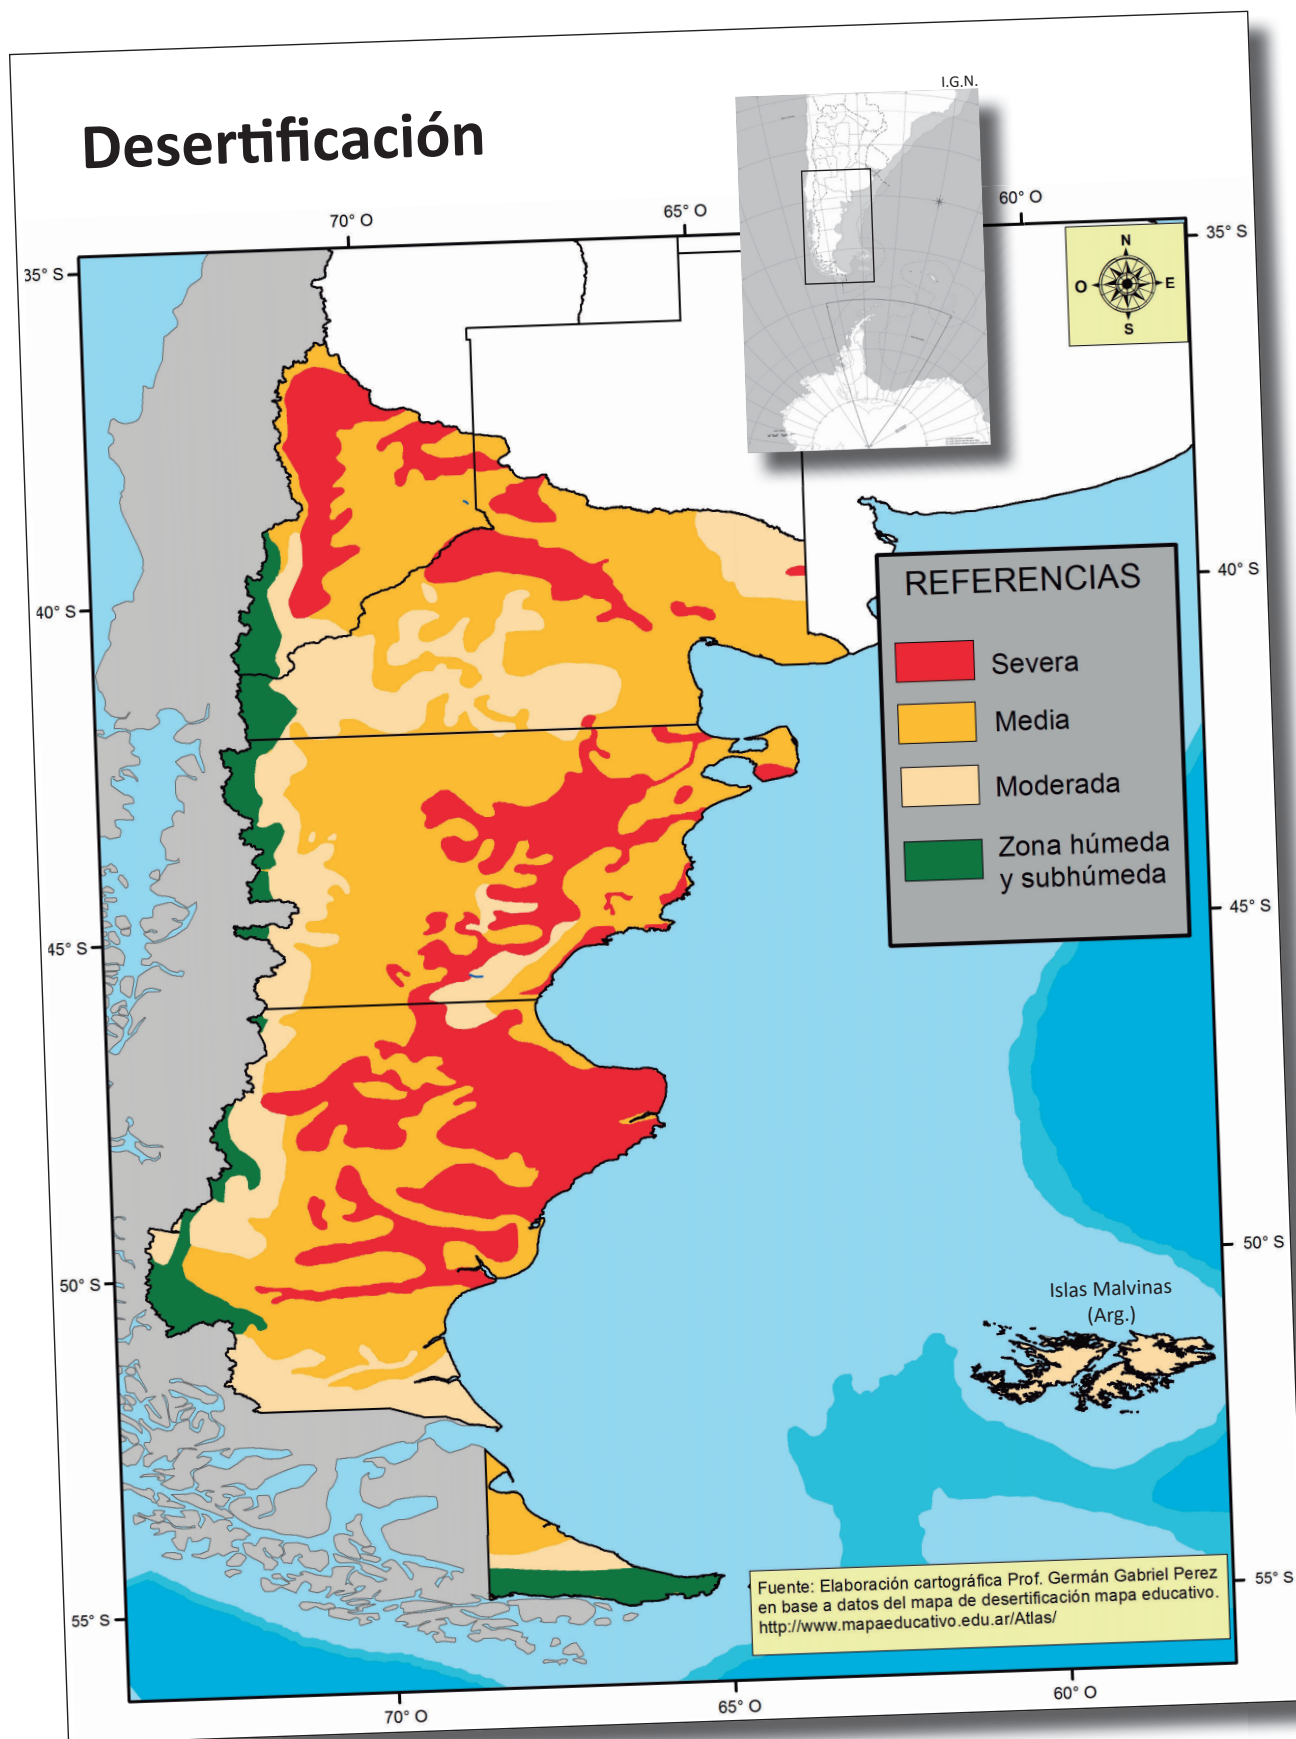 I.G.N.
Desertificación
70° O
65° O
60° O
35° S
35° S
N
O
E
S
40° S
40° S
REFERENCIAS
Severa
Media
Moderada
Zona húmeda
y subhúmeda
45° S
45° S
50° S
50° S
Islas Malvinas
(Arg.)
Fuente: Elaboración cartográfica Prof. Germán Gabriel Perez
en base a datos del mapa de desertificación mapa educativo.
http://www.mapaeducativo.edu.ar/Atlas/
55° S
55° S
70° O
65° O
60° O